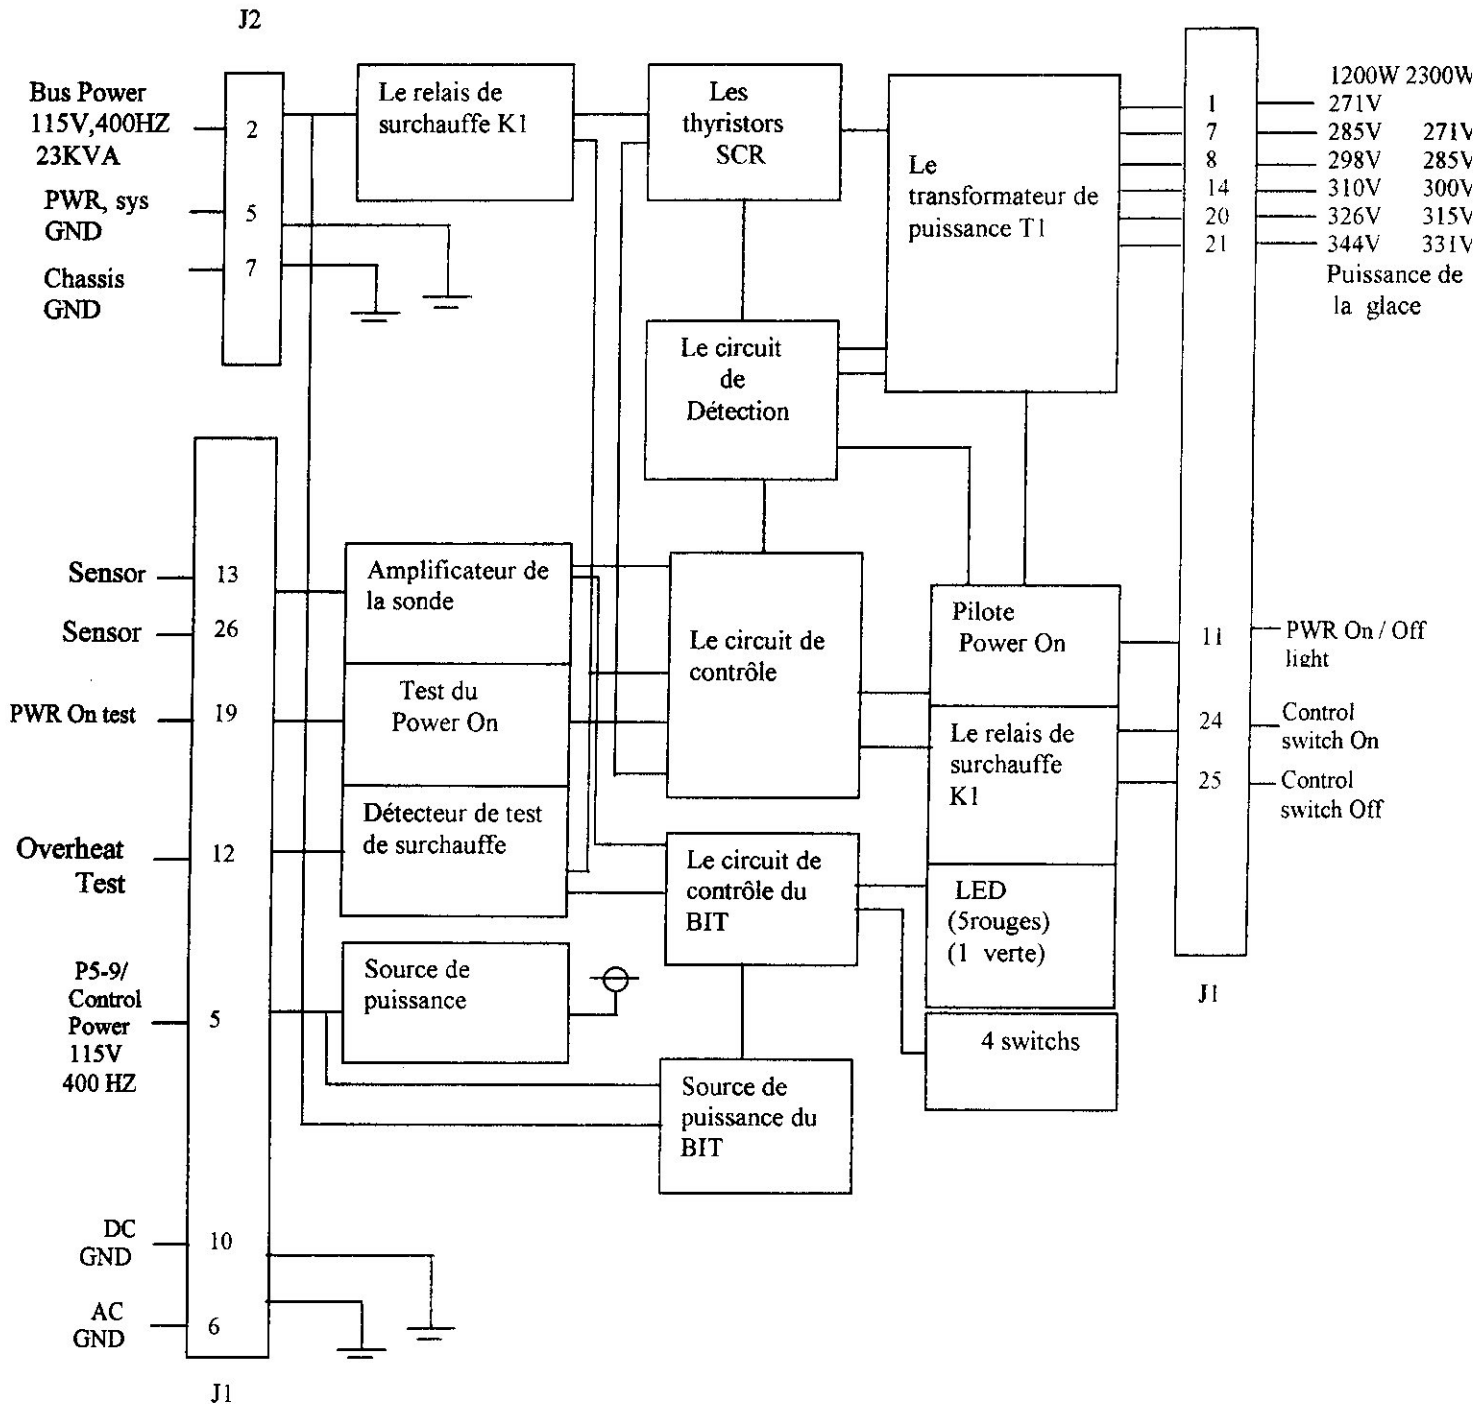 J2
Bus Power
115V,400HZ
23KVA
2
PWR, sys
GND
5
Chassis
GND
7
Le relais de
surchauffe K1
Les
thyristors
SCR
Le
transformateur de
puissance T1
1200W 2300W
1
271V
7
285V 271V
8
298V 285V
14
310V 300V
20
326V 315V
21
344V 331V
Puissance de
la glace
Le circuit
de
Détection
Sensor
13
Sensor
26
PWR On test
19
Overheat
Test
12
P5-9/
Control
Power
115V
400 HZ
5
DC
GND
10
AC
GND
6
J1
Amplificateur de
la sonde
Test du
Power On
Détecteur de test
de surchauffe
Source de
puissance
Le circuit de
contrôle
Le circuit de
contrôle du
BIT
Source de
puissance du
BIT
Pilote
Power On
Le relais de
surchauffe
K1
LED
(5rouges)
(1 verte)
4 switchs
11
PWR On / Off
light
24
Control
switch On
25
Control
switch Off
J1